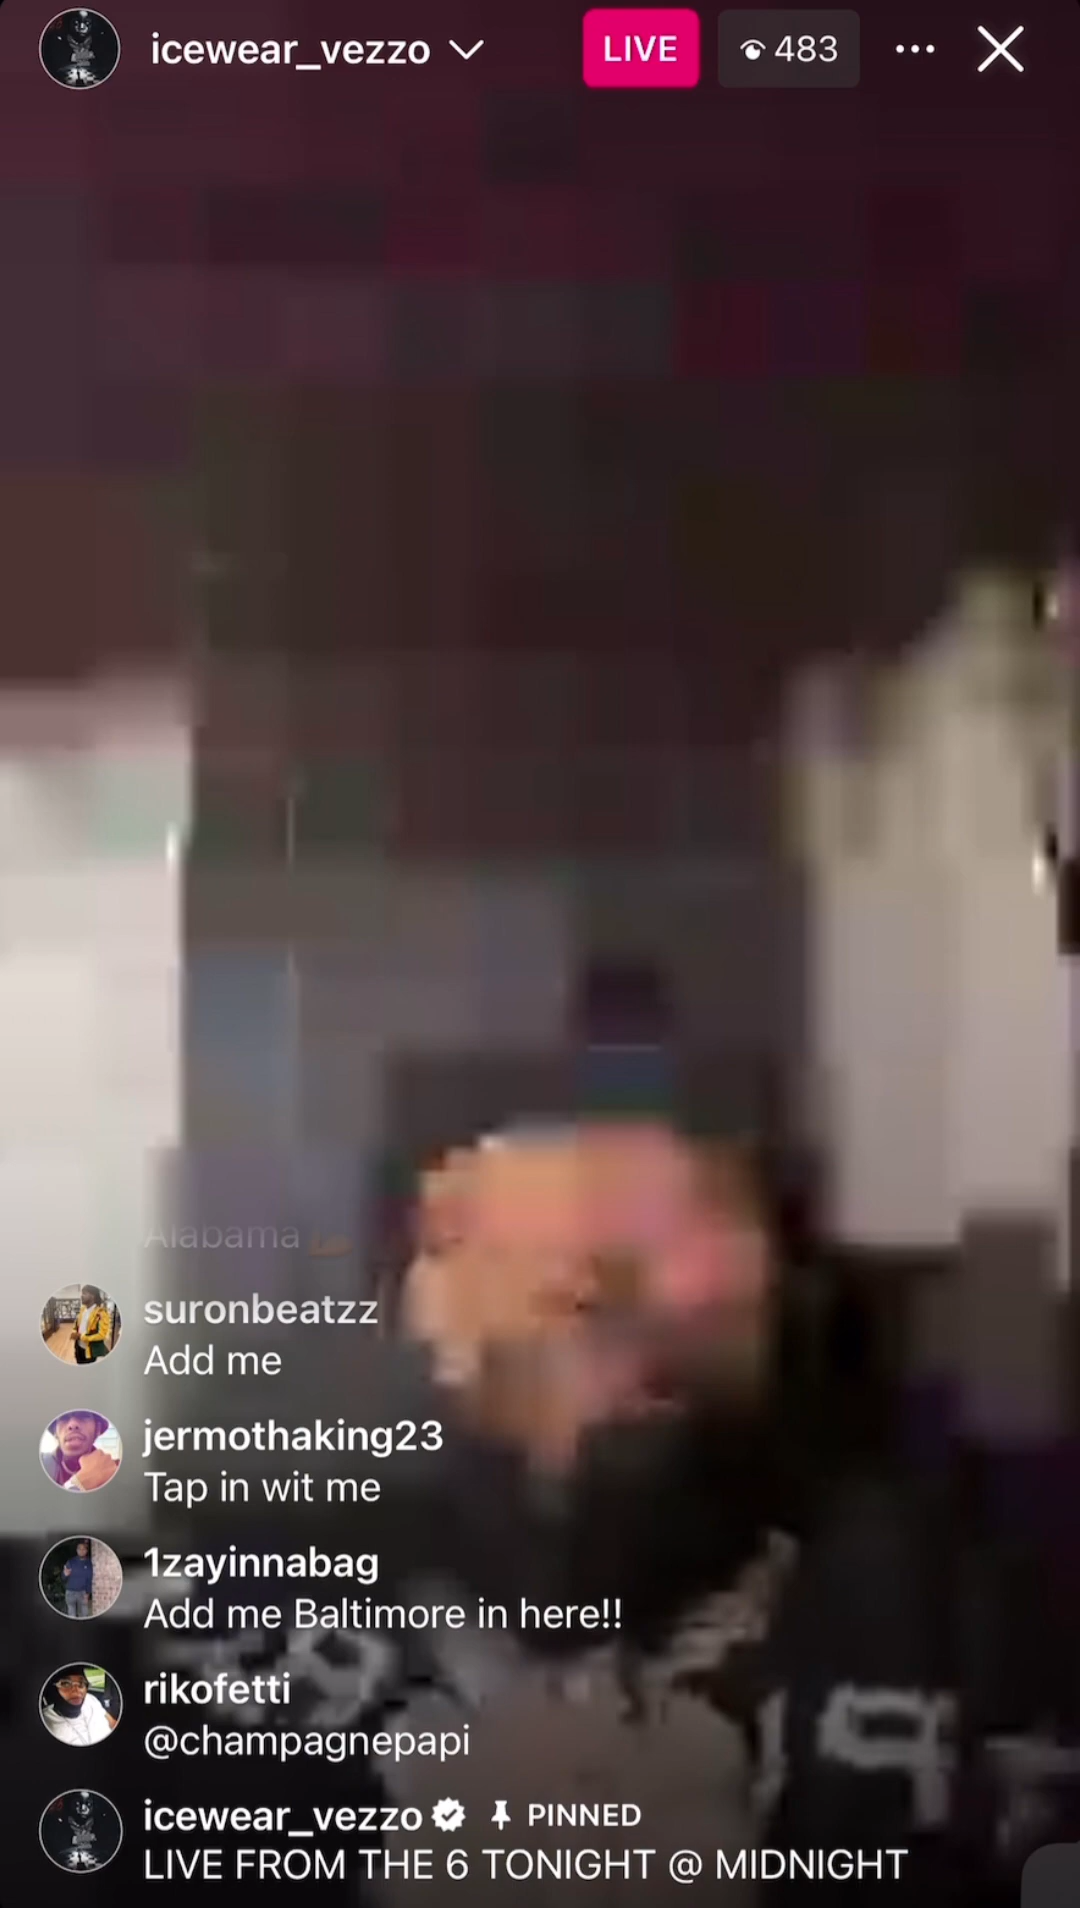 icewear_vezzo
LIVE
483
Alabama
suronbeatzz
Add me
jermothaking23
Tap in wit me
1zayinnabag
Add me Baltimore in here!!
rikofetti
@champagnepapi
icewear_vezzo PINNED
LIVE FROM THE 6 TONIGHT @ MIDNIGHT